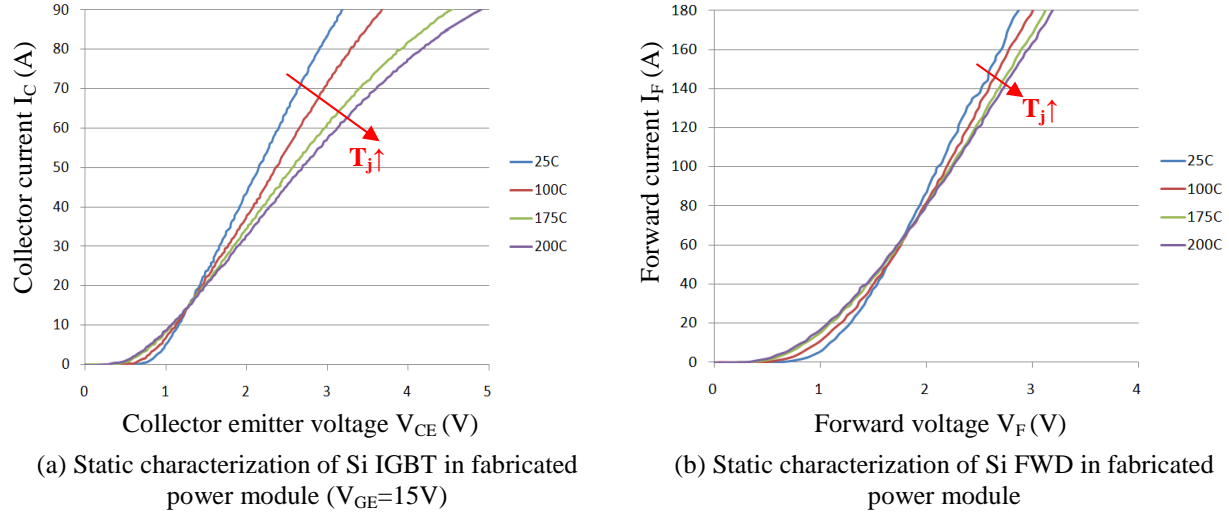 Collector current I_C (A)
90
80
70
60
50
40
30
20
10
0
0 1 2 3 4 5
T_j↑
25C
100C
175C
200C
Collector emitter voltage V_CE (V)
(a) Static characterization of Si IGBT in fabricated
power module (V_GE=15V)
Forward current I_F (A)
180
160
140
120
100
80
60
40
20
0
0 1 2 3 4
T_j↑
25C
100C
175C
200C
Forward voltage V_F (V)
(b) Static characterization of Si FWD in fabricated
power module